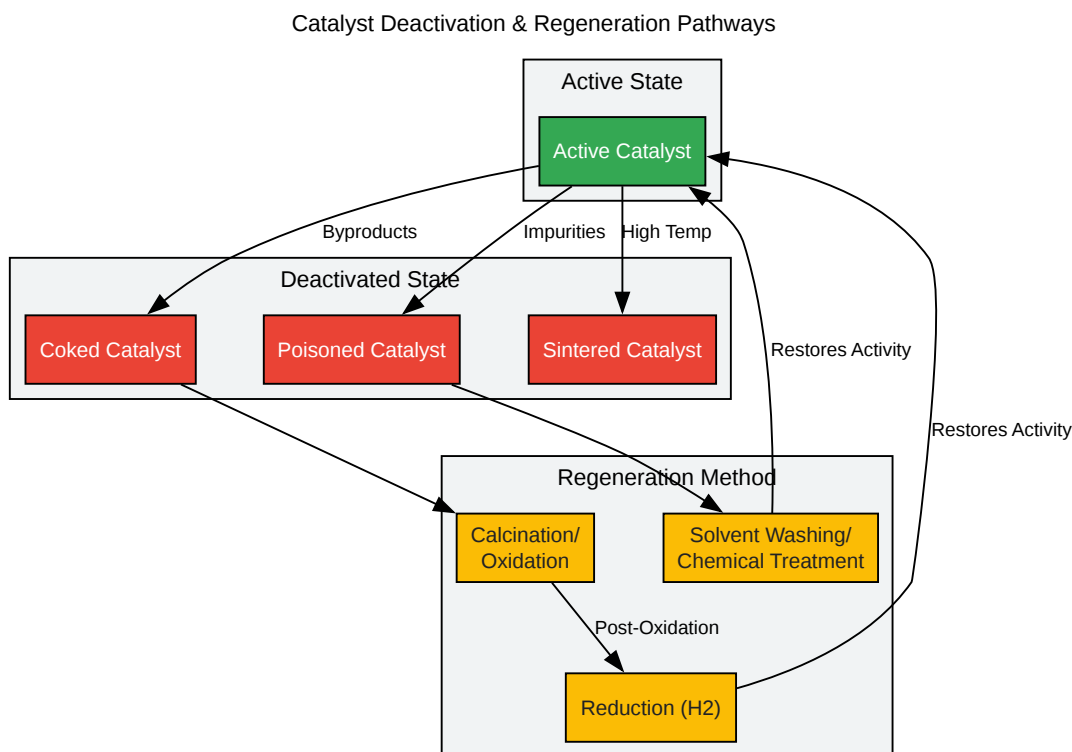 Catalyst Deactivation & Regeneration Pathways
Active State
Active Catalyst
Byproducts
Impurities
High Temp
Deactivated State
Coked Catalyst
Poisoned Catalyst
Sintered Catalyst
Restores Activity
Restores Activity
Regeneration Method
Calcination/
Oxidation
Solvent Washing/
Chemical Treatment
Post-Oxidation
Reduction (H2)